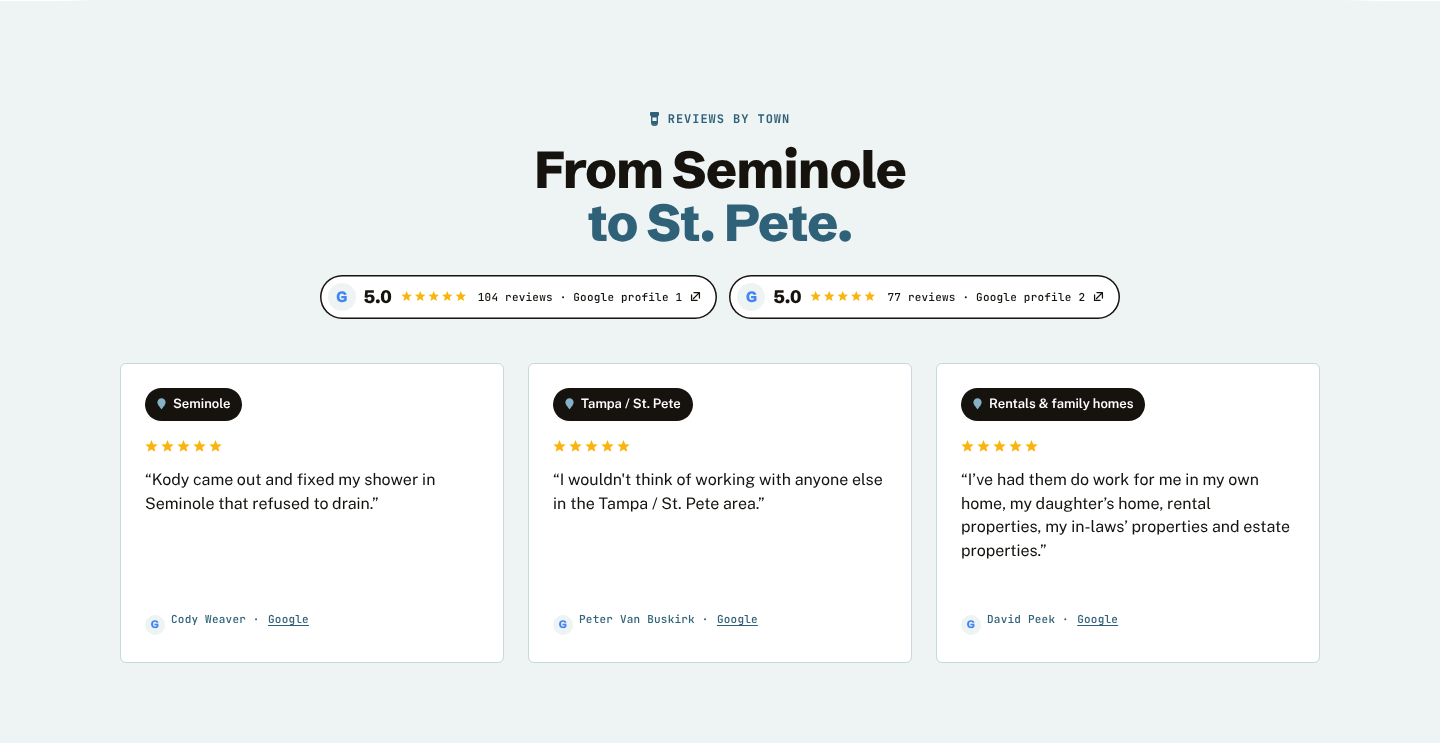 REVIEWS BY TOWN
From Seminole
to St. Pete.
G 5.0 104 reviews · Google profile 1
G 5.0 77 reviews · Google profile 2
Seminole
“Kody came out and fixed my shower in
Seminole that refused to drain.”
G Cody Weaver · Google
Tampa / St. Pete
“I wouldn't think of working with anyone else
in the Tampa / St. Pete area.”
G Peter Van Buskirk · Google
Rentals & family homes
“I’ve had them do work for me in my own
home, my daughter’s home, rental
properties, my in-laws’ properties and estate
properties.”
G David Peek · Google